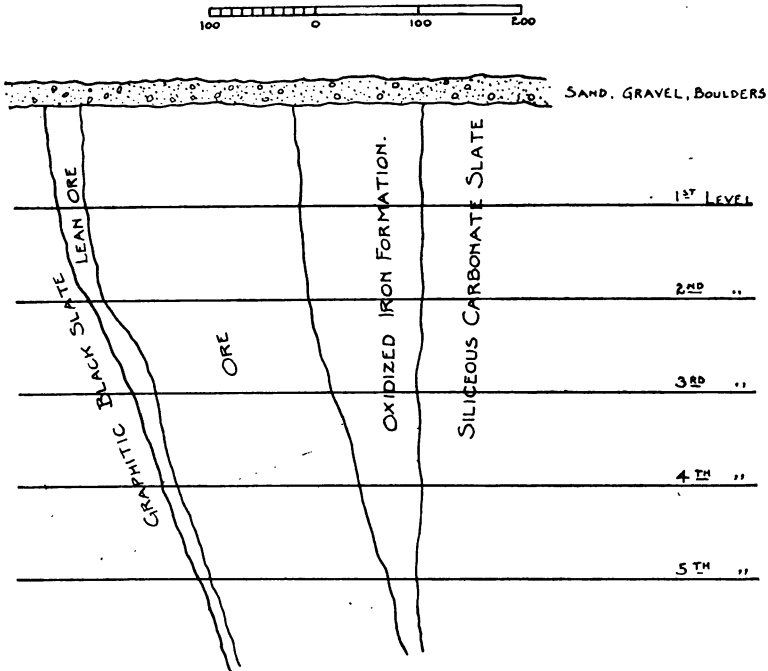 100 0 100 200
SAND, GRAVEL, BOULDERS
1ST LEVEL
2ND "
3RD "
4TH "
5TH "
GRAPHITIC BLACK SLATE
LEAN ORE
ORE
OXIDIZED IRON FORMATION.
SILICEOUS CARBONATE SLATE